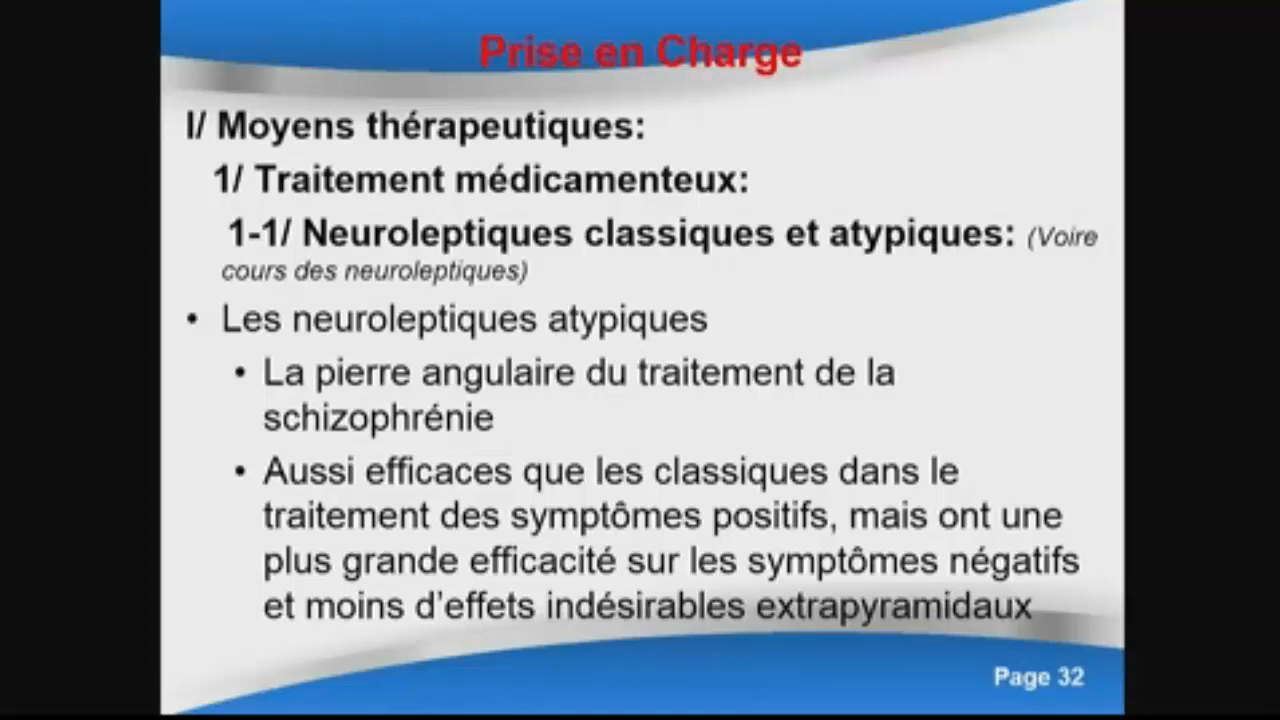 Prise en Charge
I/ Moyens thérapeutiques:
1/ Traitement médicamenteux:
1-1/ Neuroleptiques classiques et atypiques: (Voire
cours des neuroleptiques)
• Les neuroleptiques atypiques
• La pierre angulaire du traitement de la
schizophrénie
• Aussi efficaces que les classiques dans le
traitement des symptômes positifs, mais ont une
plus grande efficacité sur les symptômes négatifs
et moins d’effets indésirables extrapyramidaux
Page 32